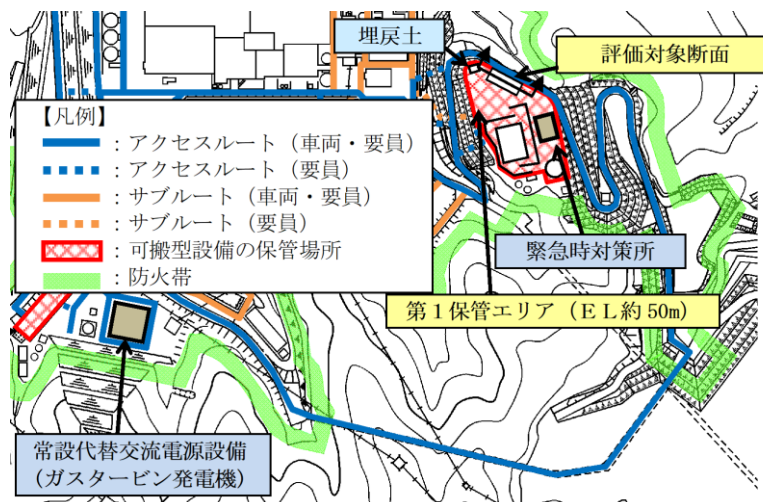 埋戻土
評価対象断面
【凡例】
：アクセスルート（車両・要員）
：アクセスルート（要員）
：サブルート（車両・要員）
：サブルート（要員）
：可搬型設備の保管場所
：防火帯
緊急時対策所
第１保管エリア（ＥＬ約50m）
常設代替交流電源設備
（ガスタービン発電機）